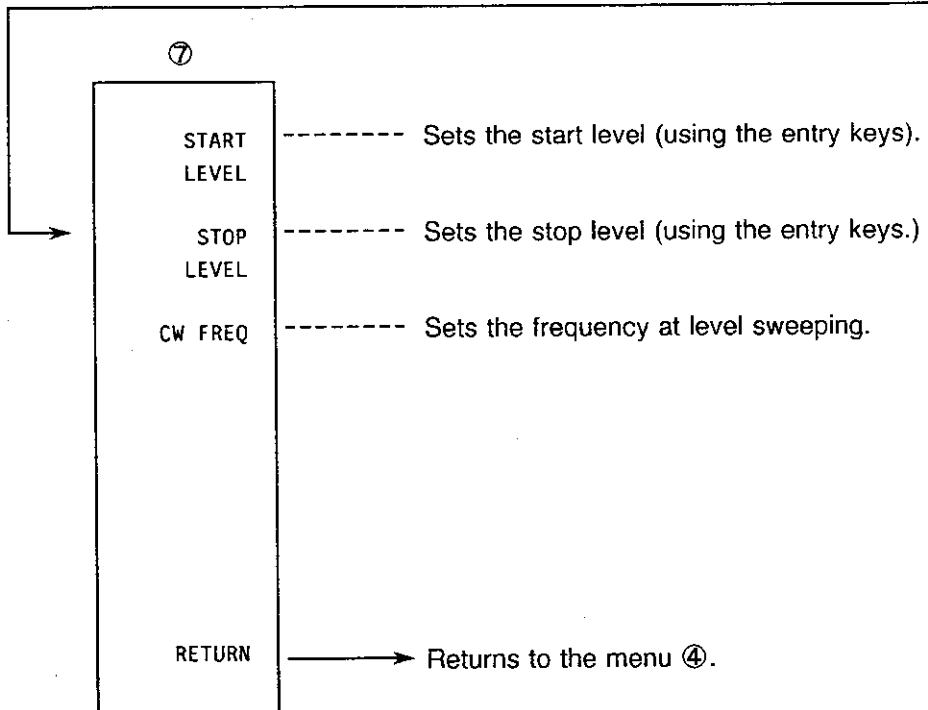 ⑦
START -------- Sets the start level (using the entry keys).
LEVEL
STOP -------- Sets the stop level (using the entry keys.)
LEVEL
CW FREQ -------- Sets the frequency at level sweeping.
RETURN Returns to the menu ④.